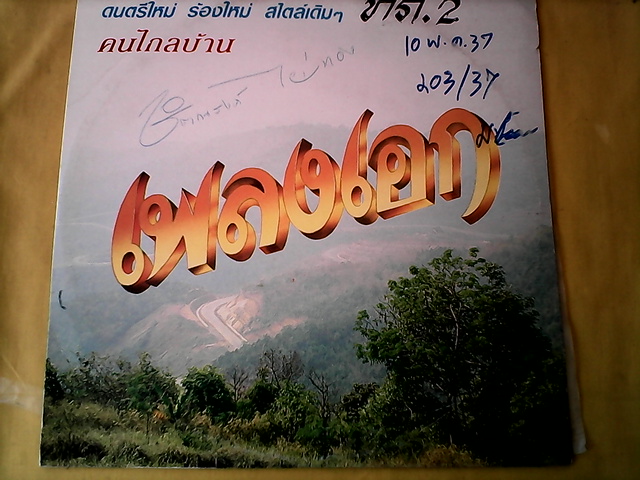 ดนตรีใหม่ ร้องใหม่ สไตล์เดิมๆ ทภ.2
คนไกลบ้าน
10 พ.ค.37
203/37
เพลงเอก